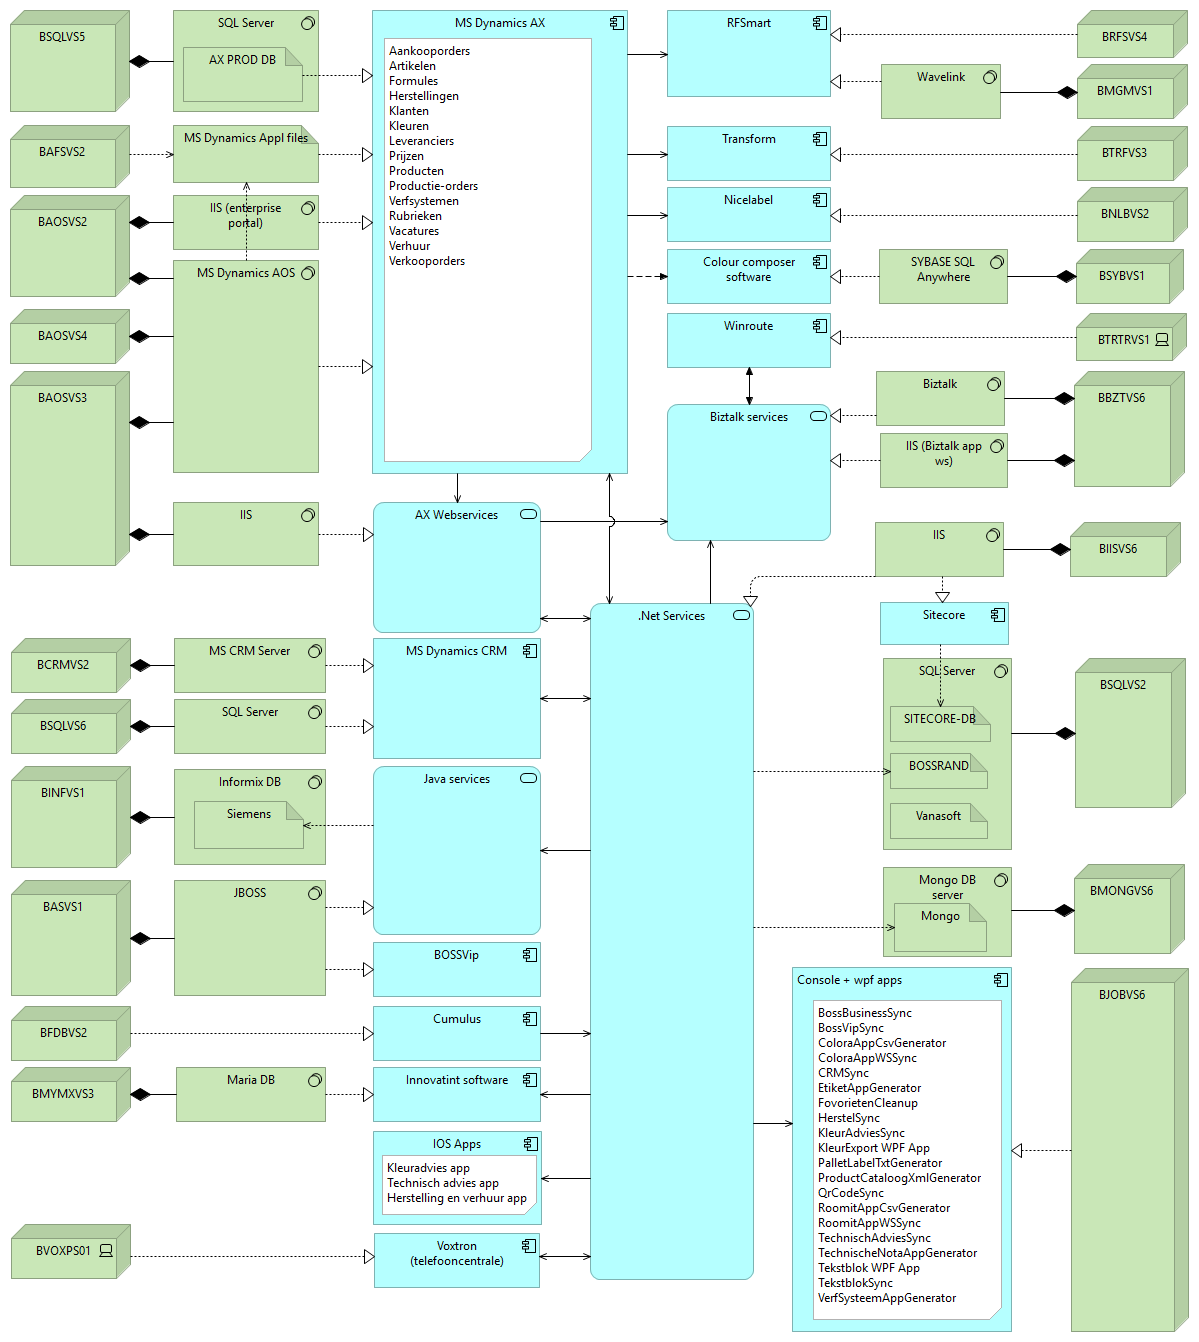 BSQLVS5
SQL Server
AX PROD DB
BAFSVS2
MS Dynamics Appl files
BAOSVS2
IIS (enterprise
portal)
MS Dynamics AOS
BAOSVS4
BAOSVS3
IIS
MS Dynamics AX
Aankooporders
Artikelen
Formules
Herstellingen
Klanten
Kleuren
Leveranciers
Prijzen
Producten
Productie-orders
Verfsystemen
Rubrieken
Vacatures
Verhuur
Verkooporders
RFSmart
BRFSVS4
Wavelink
BMGMVS1
Transform
BTRFVS3
Nicelabel
BNLBVS2
Colour composer
software
SYBASE SQL
Anywhere
BSYBVS1
Winroute
BTRTRVS1
Biztalk services
Biztalk
BBZTVS6
IIS (Biztalk app
ws)
AX Webservices
IIS
BIISVS6
.Net Services
Sitecore
BCRMVS2
MS CRM Server
MS Dynamics CRM
BSQLVS6
SQL Server
SQL Server
SITECORE-DB
BOSSRAND
Vanasoft
BSQLVS2
BINFVS1
Informix DB
Siemens
Java services
BASVS1
JBOSS
BOSSVip
Mongo DB
server
Mongo
BMONGVS6
BFDBVS2
Cumulus
BMYMXVS3
Maria DB
Innovatint software
IOS Apps
Kleuradvies app
Technisch advies app
Herstelling en verhuur app
BVOXPS01
Voxtron
(telefooncentrale)
Console + wpf apps
BossBusinessSync
BossVipSync
ColoraAppCsvGenerator
ColoraAppWSSync
CRMSync
EtiketAppGenerator
FovorietenCleanup
HerstelSync
KleurAdviesSync
KleurExport WPF App
PalletLabelTxtGenerator
ProductCataloogXmlGenerator
QrCodeSync
RoomitAppCsvGenerator
RoomitAppWSSync
TechnischAdviesSync
TechnischeNotaAppGenerator
Tekstblok WPF App
TekstblokSync
VerfSysteemAppGenerator
BJOBVS6